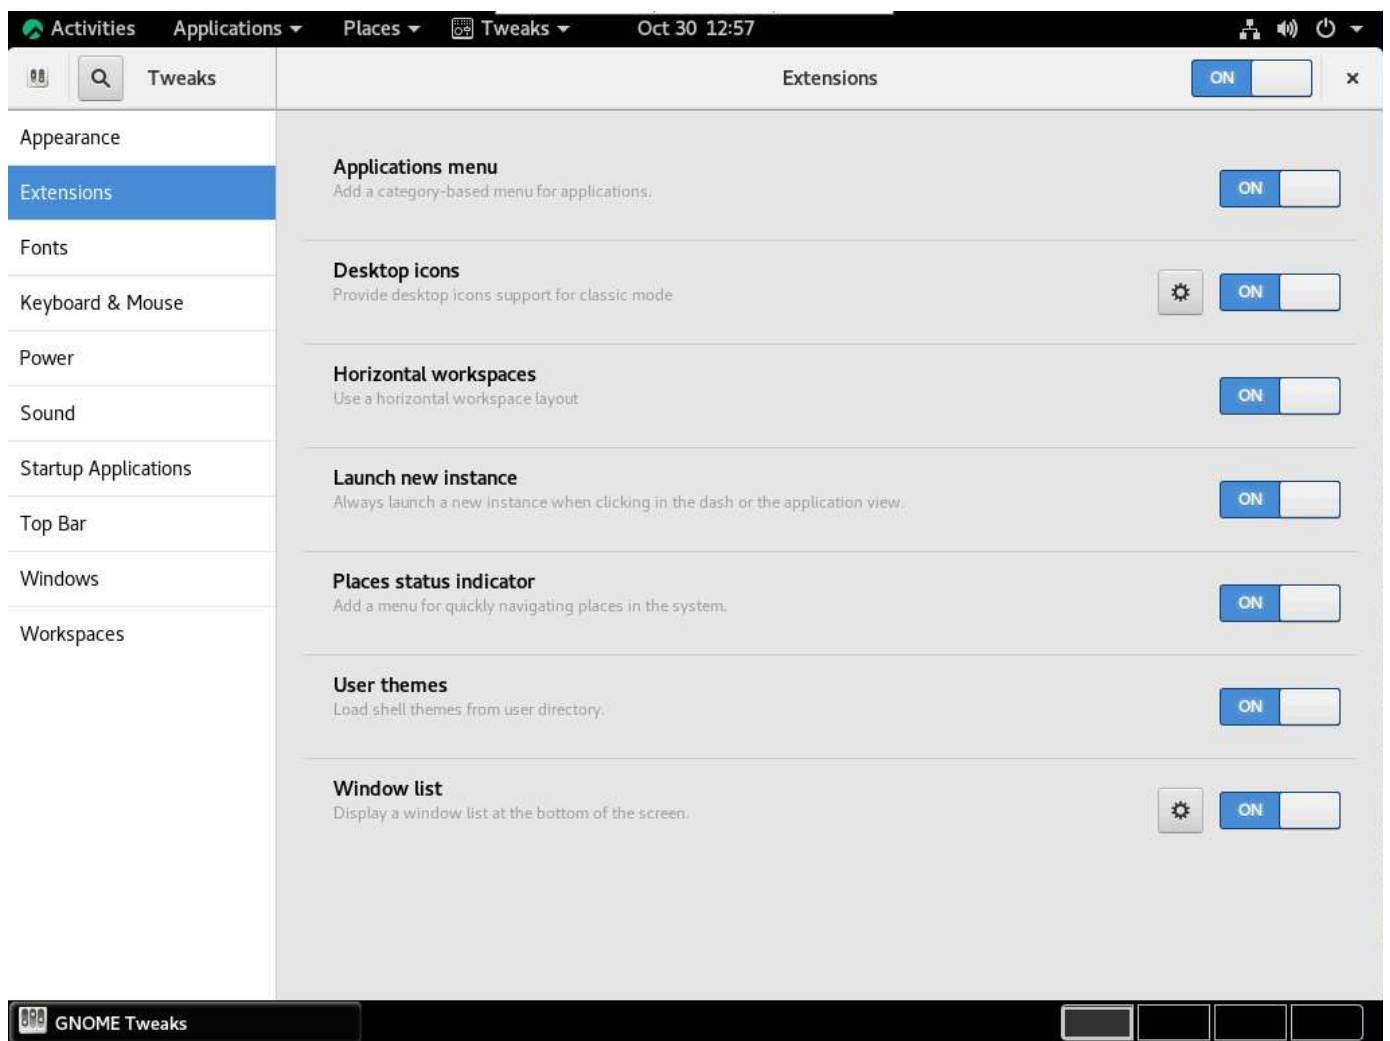 Activities Applications Places Tweaks Oct 30 12:57
Tweaks Extensions ON
Appearance
Extensions
Fonts
Keyboard & Mouse
Power
Sound
Startup Applications
Top Bar
Windows
Workspaces
Applications menu
Add a category-based menu for applications.
ON
Desktop icons
Provide desktop icons support for classic mode
ON
Horizontal workspaces
Use a horizontal workspace layout
ON
Launch new instance
Always launch a new instance when clicking in the dash or the application view.
ON
Places status indicator
Add a menu for quickly navigating places in the system.
ON
User themes
Load shell themes from user directory.
ON
Window list
Display a window list at the bottom of the screen.
ON
GNOME Tweaks